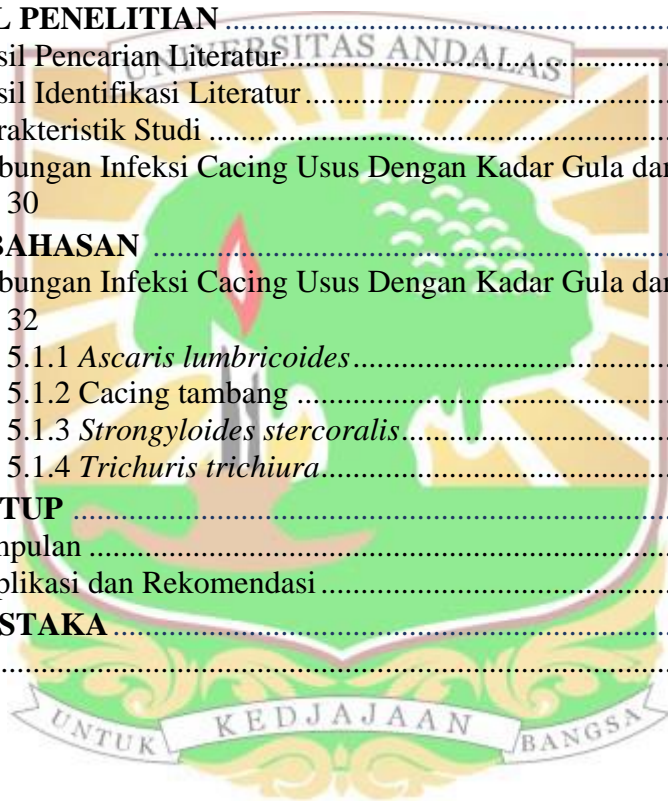 L PENELITIAN ........................
sil Pencarian Literatur........................
UNIVERSITAS ANDALAS
sil Identifikasi Literatur ........................
rakteristik Studi ........................
bungan Infeksi Cacing Usus Dengan Kadar Gula dar
30
BAHASAN ........................
bungan Infeksi Cacing Usus Dengan Kadar Gula dar
32
5.1.1 Ascaris lumbricoides........................
5.1.2 Cacing tambang ........................
5.1.3 Strongyloides stercoralis........................
5.1.4 Trichuris trichiura........................
TUP ........................
mpulan ........................
plikasi dan Rekomendasi ........................
STAKA ........................
........................
UNTUK KEDJAJAAN BANGSA